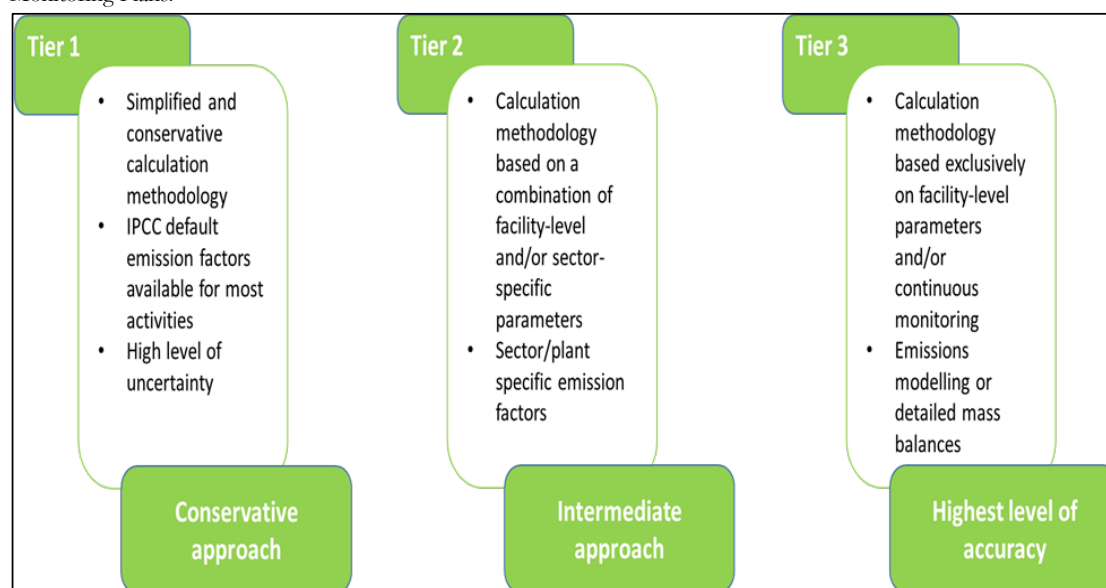 Monitoring Plans.
Tier 1
• Simplified and
conservative
calculation
methodology
• IPCC default
emission factors
available for most
activities
• High level of
uncertainty
Conservative
approach
Tier 2
• Calculation
methodology
based on a
combination of
facility-level
and/or sector-
specific
parameters
• Sector/plant
specific emission
factors
Intermediate
approach
Tier 3
• Calculation
methodology
based exclusively
on facility-level
parameters
and/or
continuous
monitoring
• Emissions
modelling or
detailed mass
balances
Highest level of
accuracy